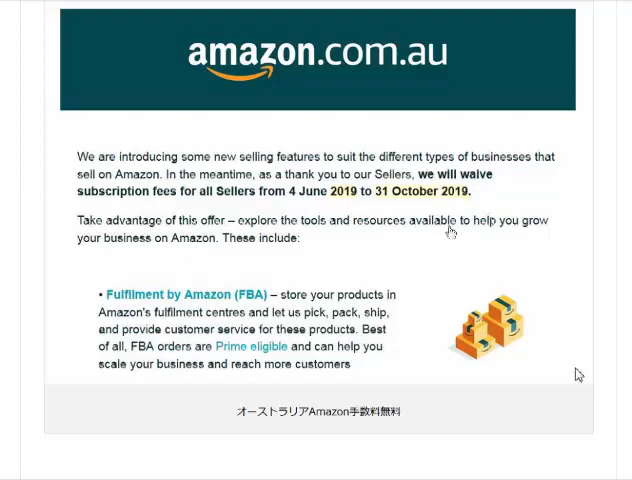 amazon.com.au
We are introducing some new selling features to suit the different types of businesses that
sell on Amazon. In the meantime, as a thank you to our Sellers, we will waive
subscription fees for all Sellers from 4 June 2019 to 31 October 2019.
Take advantage of this offer – explore the tools and resources available to help you grow
your business on Amazon. These include:
• Fulfilment by Amazon (FBA) – store your products in
Amazon's fulfilment centres and let us pick, pack, ship,
and provide customer service for these products. Best
of all, FBA orders are Prime eligible and can help you
scale your business and reach more customers
オーストラリアAmazon手数料無料